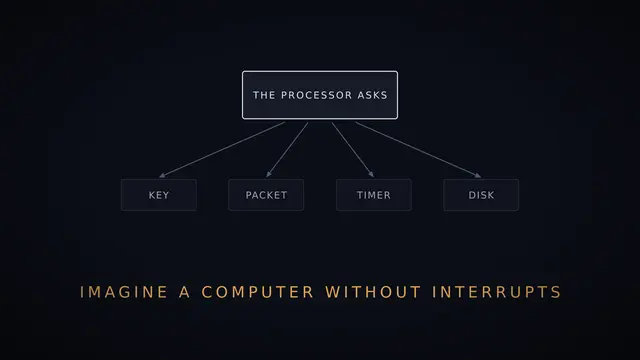 THE PROCESSOR ASKS
KEY
PACKET
TIMER
DISK
IMAGINE A COMPUTER WITHOUT INTERRUPTS